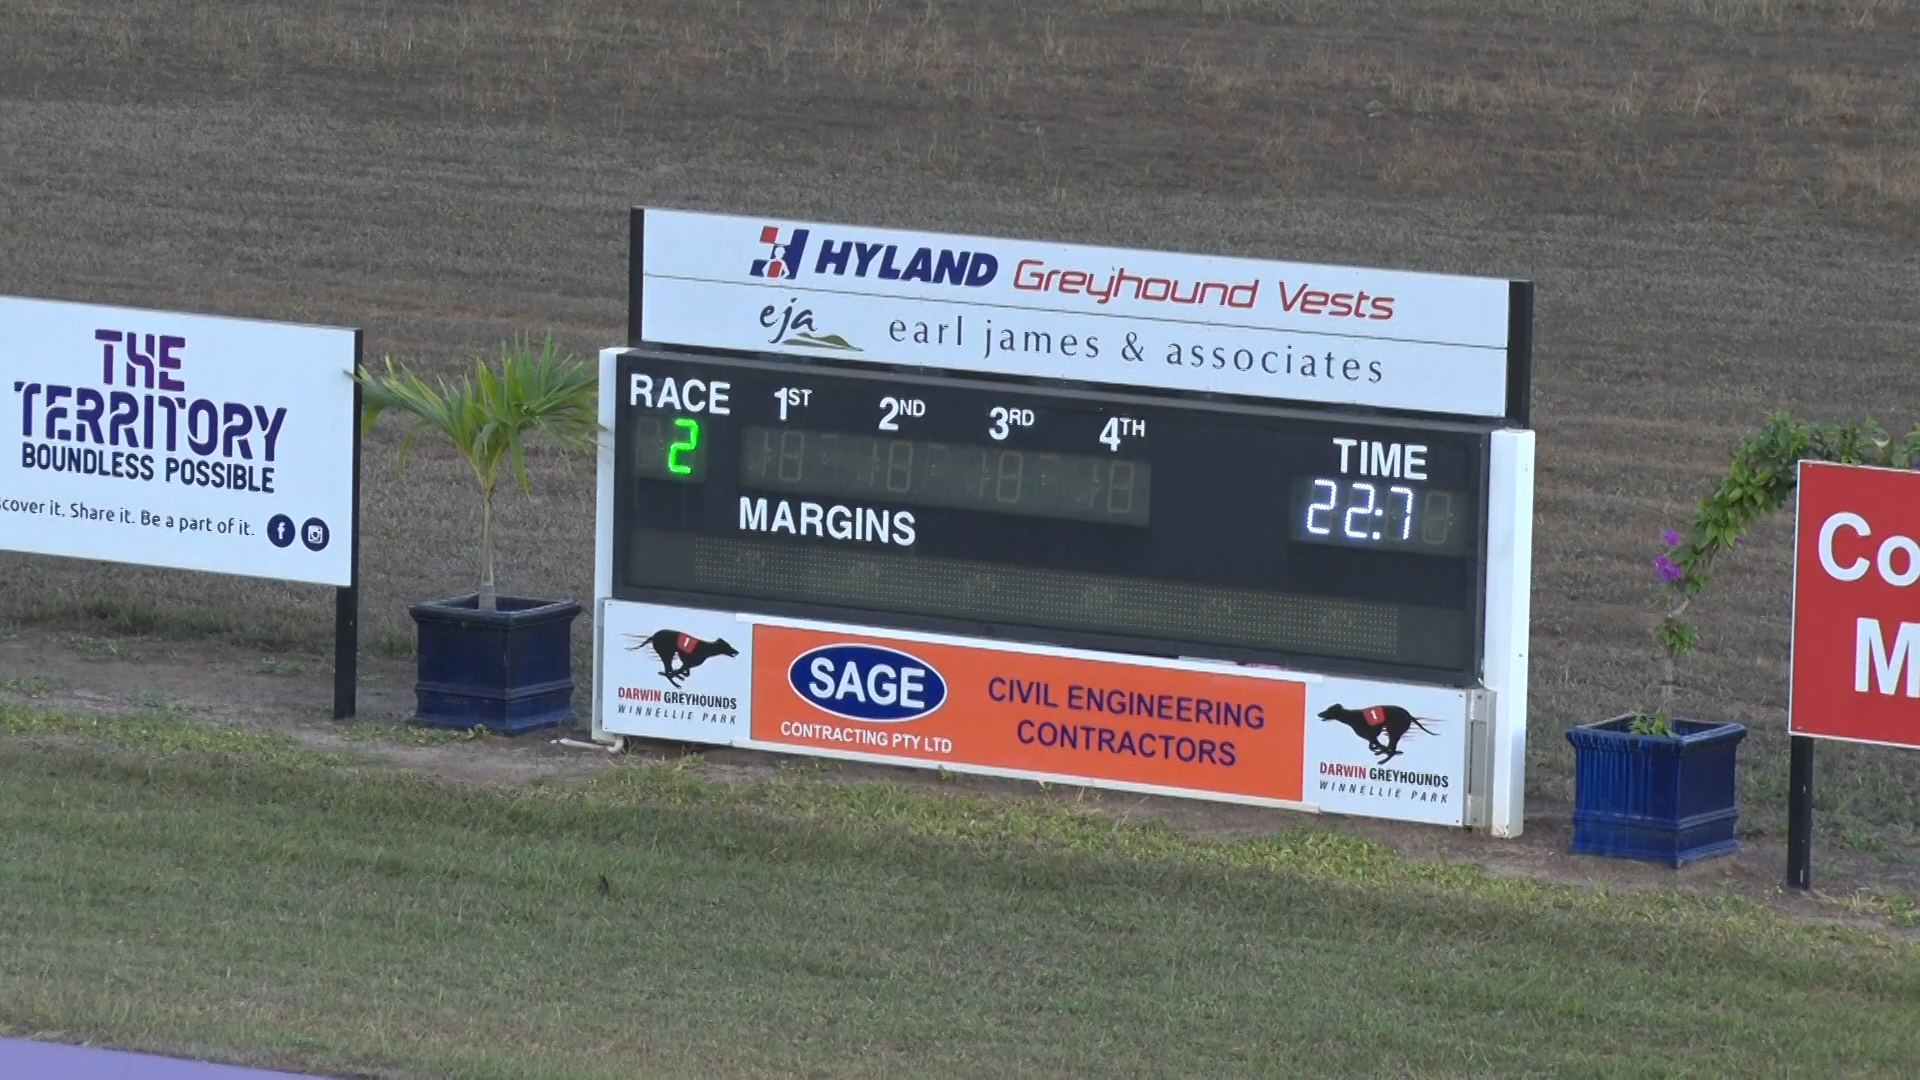 HYLAND Greyhound Vests
eja earl james & associates
THE
TERRITORY
BOUNDLESS POSSIBLE
cover it. Share it. Be a part of it.
RACE 1ST 2ND 3RD 4TH TIME
2 22:7
MARGINS
DARWIN GREYHOUNDS
WINNELLIE PARK
SAGE
CONTRACTING PTY LTD
CIVIL ENGINEERING
CONTRACTORS
DARWIN GREYHOUNDS
WINNELLIE PARK
Co
M